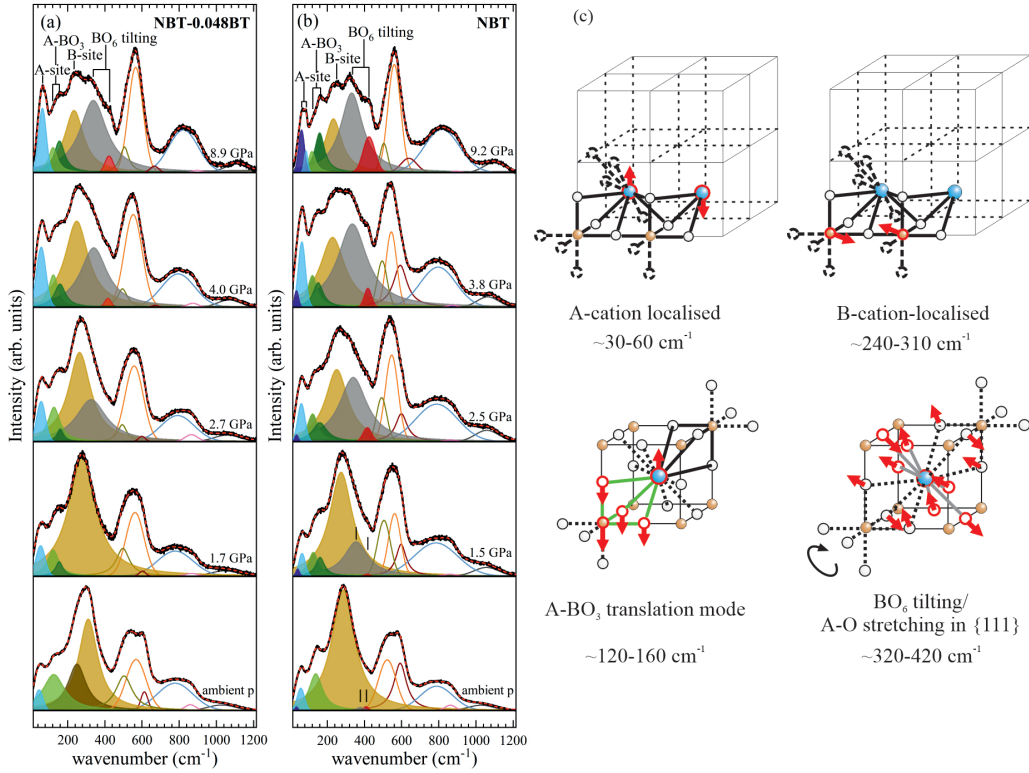 (a)
NBT-0.048BT
A-BO₃
B-site
BO₆ tilting
A-site
8.9 GPa
4.0 GPa
2.7 GPa
1.7 GPa
ambient p
Intensity (arb. units)
200 400 600 800 1000 1200
wavenumber (cm⁻¹)
(b)
NBT
BO₆ tilting
A-BO₃
B-site
A-site
9.2 GPa
3.8 GPa
2.5 GPa
1.5 GPa
ambient p
Intensity (arb. units)
200 400 600 800 1000 1200
wavenumber (cm⁻¹)
(c)
A-cation localised
~30-60 cm⁻¹
B-cation-localised
~240-310 cm⁻¹
A-BO₃ translation mode
~120-160 cm⁻¹
BO₆ tilting/
A-O stretching in {111}
~320-420 cm⁻¹